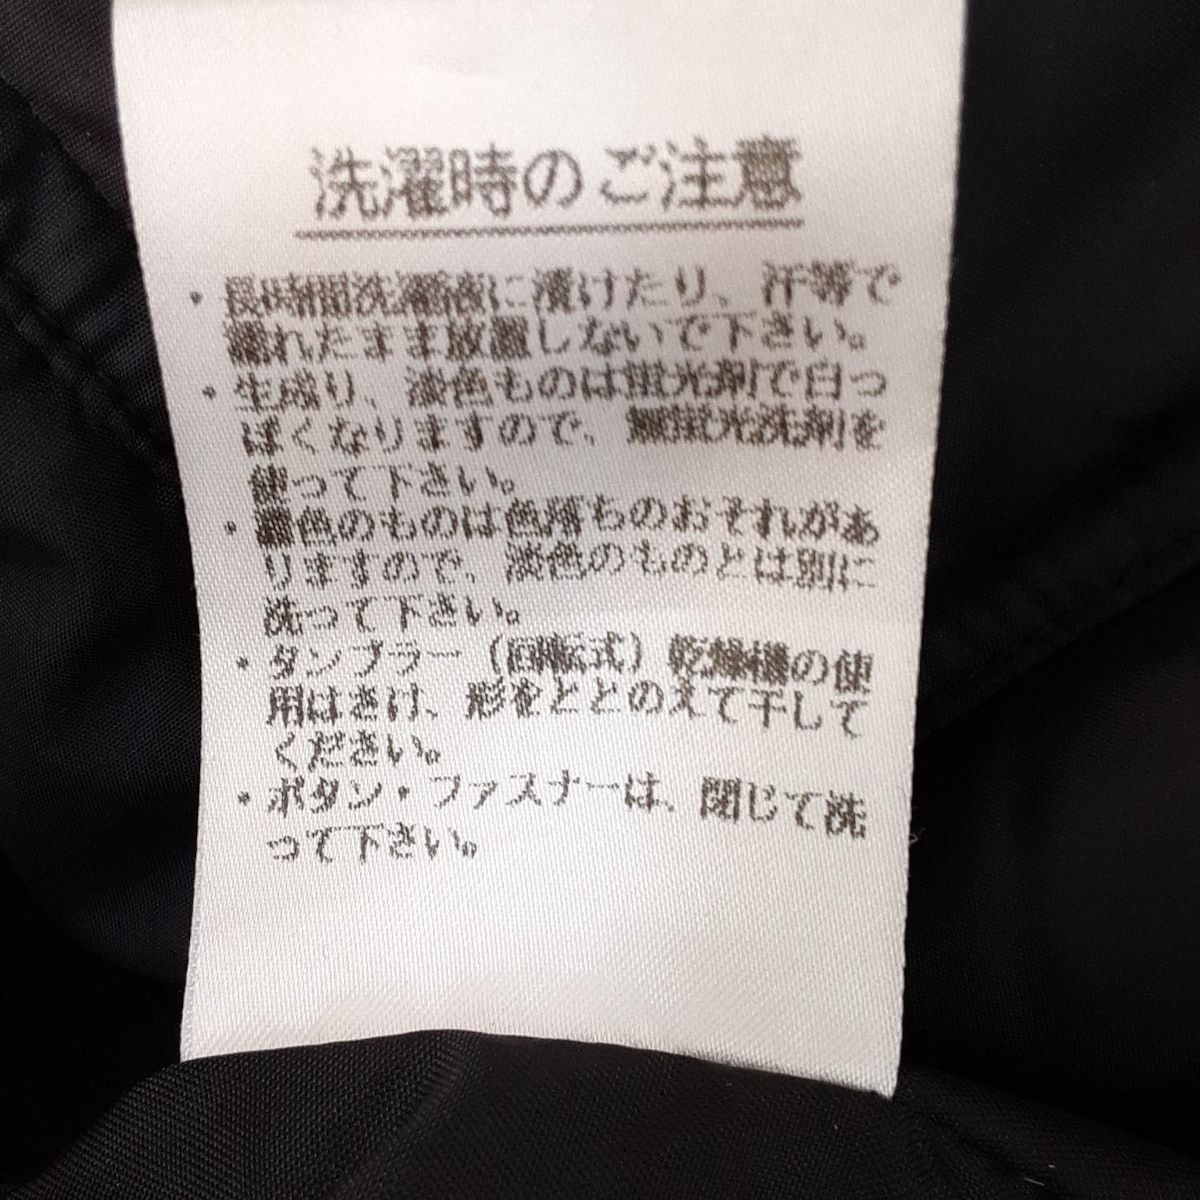 洗濯時のご注意
・長時間洗濯液に漬けたり、汗等で
濡れたまま放置しないで下さい。
・生成り、淡色ものは蛍光剤で白っ
ぽくなりますので、無蛍光洗剤を
使って下さい。
・濃色のものは色落ちのおそれがあ
りますので、淡色のものとは別に
洗って下さい。
・タンブラー(回転式)乾燥機の使
用はさけ、形をととのえて干して
ください。
・ボタン・ファスナーは、閉じて洗
って下さい。